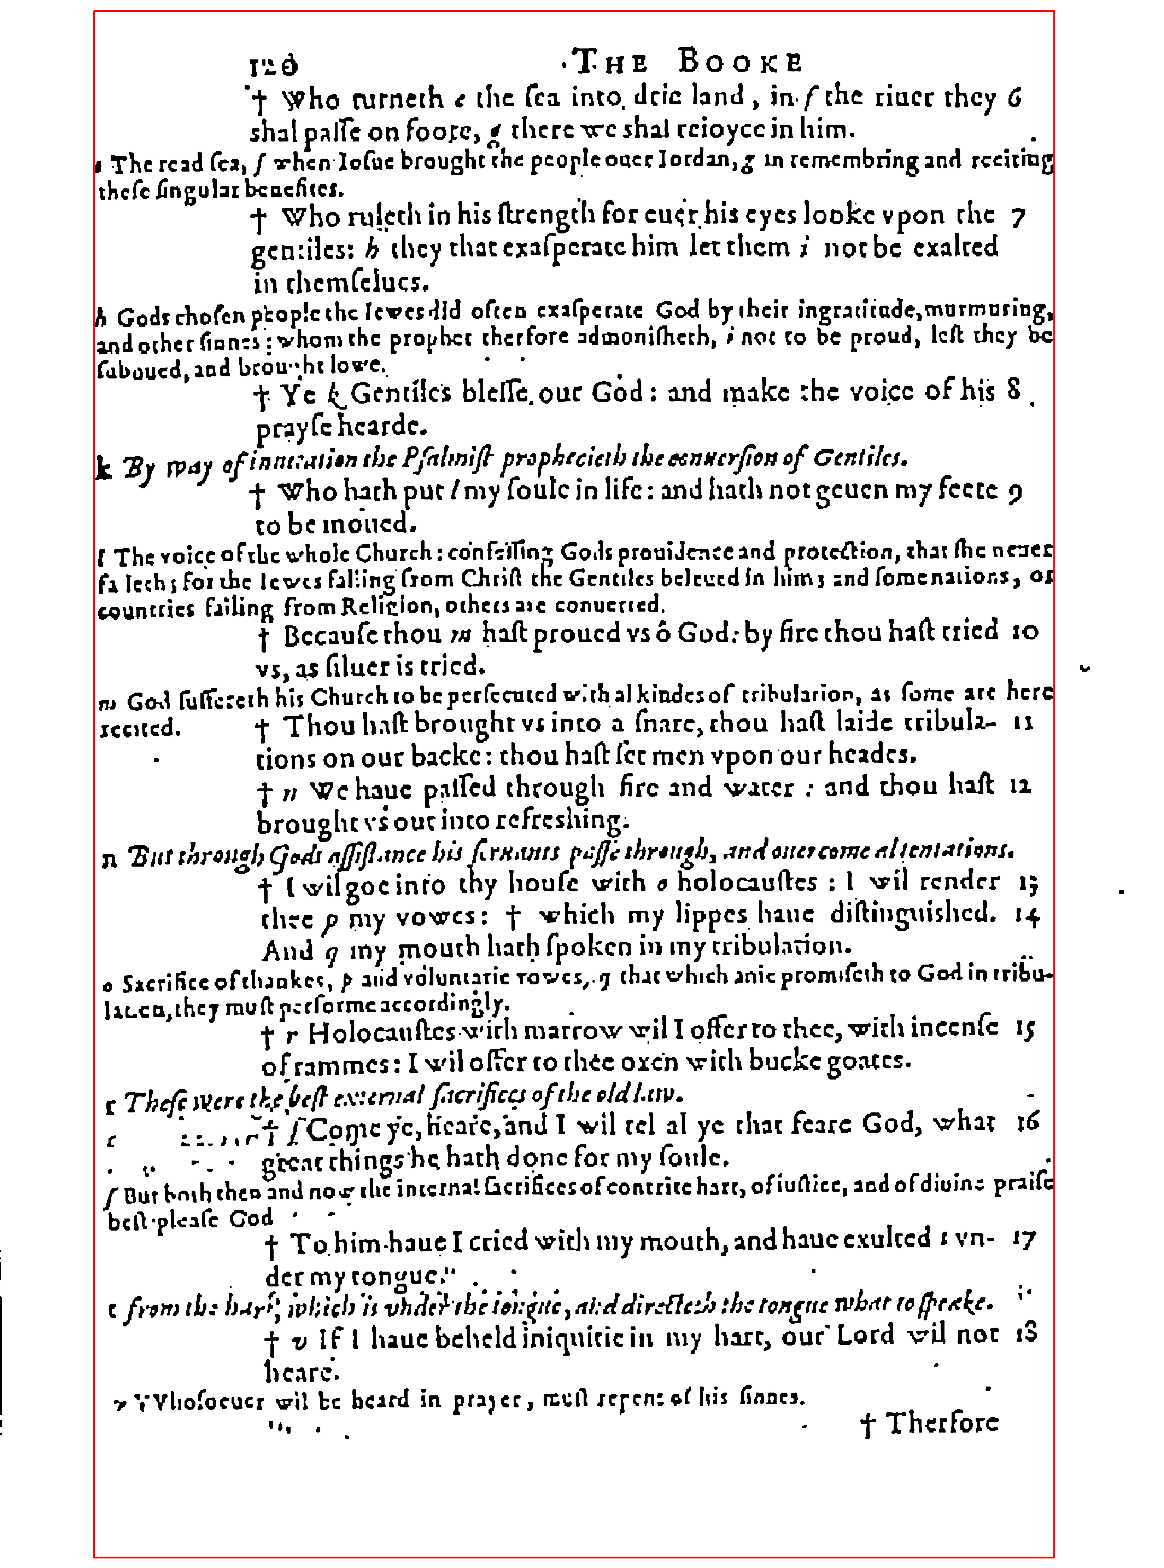 120 THE BOOKE
† Who turneth e the ſea into drie land, in f the riuer they 6
shal paſſe on foote, g there we shal reioyce in him.
e The read ſea, f when Ioſue brought the people ouer Iordan, g in remembring and reciting
theſe ſingular benefites.
† Who ruleth in his ſtrength for euer, his eyes looke vpon the 7
gentiles: h they that exaſperate him let them i not be exalted
in themſelues.
h Gods choſen people the Iewes did often exaſperate God by their ingratitude, murmuring,
and other ſinnes: whom the prophet therfore admoniſheth, i not to be proud, leſt they be
ſubdued, and brought lowe.
† Ye k Gentiles bleſſe our God: and make the voice of his 8
prayſe hearde.
k By way of inuitation the Pſalmiſt prophecieth the conuerſion of Gentiles.
† Who hath put l my ſoule in life: and hath not geuen my feete 9
to be moued.
l The voice of the whole Church: confeſſing Gods prouidence and protection, that ſhe neuer
faileth; for the Iewes falling from Chriſt the Gentiles beleued in him; and ſome nations, or
countries failing from Religion, others are conuerted.
† Becauſe thou m haſt proued vs ô God: by fire thou haſt tried 10
vs, as ſiluer is tried.
m God ſuffereth his Church to be perſecuted with al kindes of tribulation, as ſome are here
recited. † Thou haſt brought vs into a ſnare, thou haſt laide tribula- 11
tions on our backe: thou haſt ſet men vpon our heades.
† n We haue paſſed through fire and water: and thou haſt 12
brought vs out into refreshing.
n But through Gods aſſiſtance his ſeruants paſſe through, and ouercome al tentations.
† I wil goe into thy houſe with o holocauſtes: I wil render 13
thee p my vowes: † which my lippes haue diſtinguished. 14
And q my mouth hath ſpoken in my tribulation.
o Sacrifice of thankes, p and voluntarie vowes, q that which anie promiſeth to God in tribu-
lation, they muſt performe accordingly.
† r Holocauſtes with marrow wil I offer to thee, with incenſe 15
of rammes: I wil offer to thee oxen with bucke goates.
r Theſe were the beſt external ſacrifices of the old law.
† ſ Come ye, heare, and I wil tel al ye that feare God, what 16
great things he hath done for my ſoule.
ſ But both then and now the internal ſacrifices of contrite hart, of iuſtice, and of diuine praiſe
beſt pleaſe God
† To him haue I cried with my mouth, and haue exulted t vn- 17
der my tongue.
t from the hart, which is vnder the tongue, and directeth the tongue what to ſpeake.
† v If I haue beheld iniquitie in my hart, our Lord wil not 18
heare.
v VVhoſoeuer wil be heard in prayer, muſt repent of his ſinnes.
† Therfore